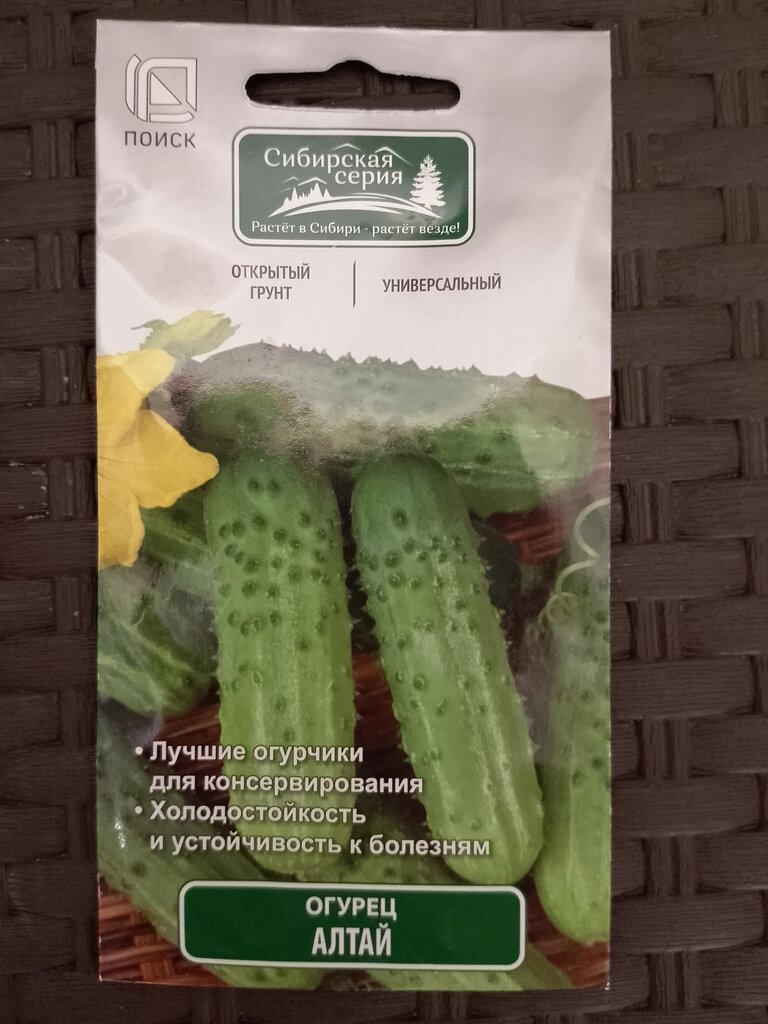 ПОИСК
Сибирская
серия
Растёт в Сибири - растёт везде!
ОТКРЫТЫЙ
ГРУНТ
УНИВЕРСАЛЬНЫЙ
• Лучшие огурчики
для консервирования
• Холодостойкость
и устойчивость к болезням
ОГУРЕЦ
АЛТАЙ